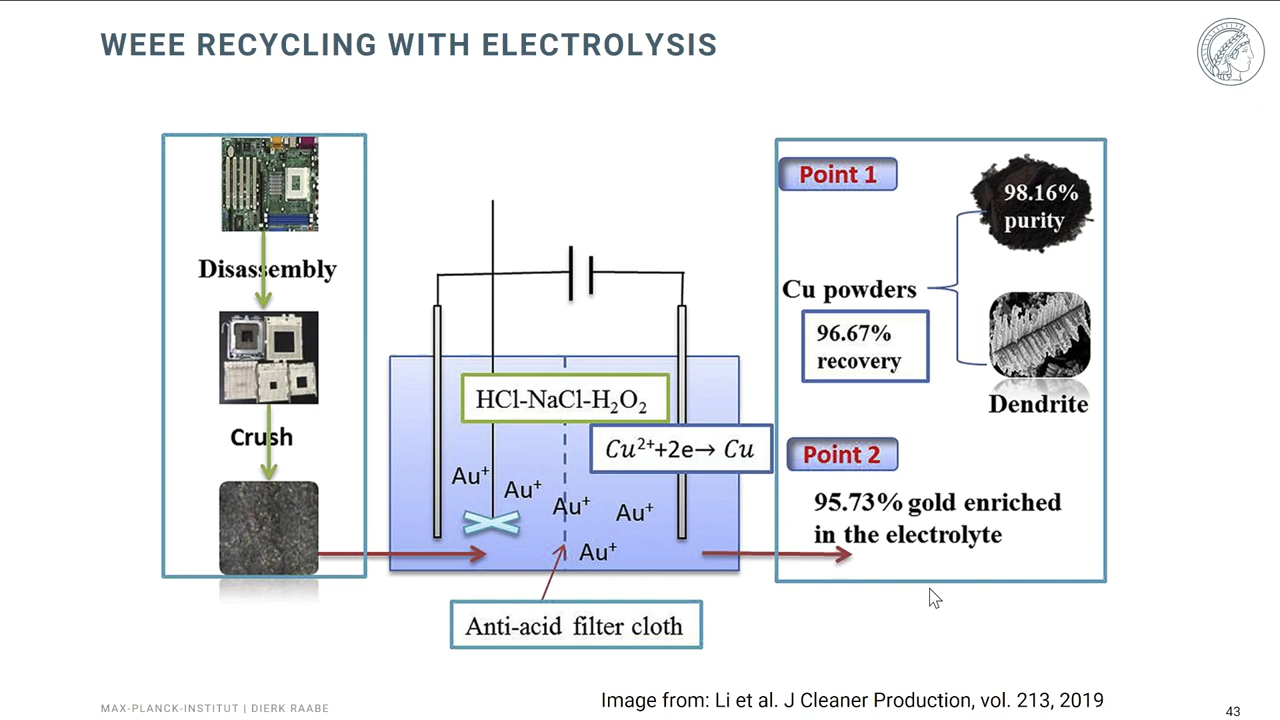 WEEE RECYCLING WITH ELECTROLYSIS
Disassembly
Crush
HCl-NaCl-H₂O₂
Cu²⁺+2e→ Cu
Au⁺
Au⁺
Au⁺
Au⁺
Au⁺
Anti-acid filter cloth
Point 1
98.16%
purity
Cu powders
96.67%
recovery
Dendrite
Point 2
95.73% gold enriched
in the electrolyte
Image from: Li et al. J Cleaner Production, vol. 213, 2019
MAX-PLANCK-INSTITUT | DIERK RAABE
43